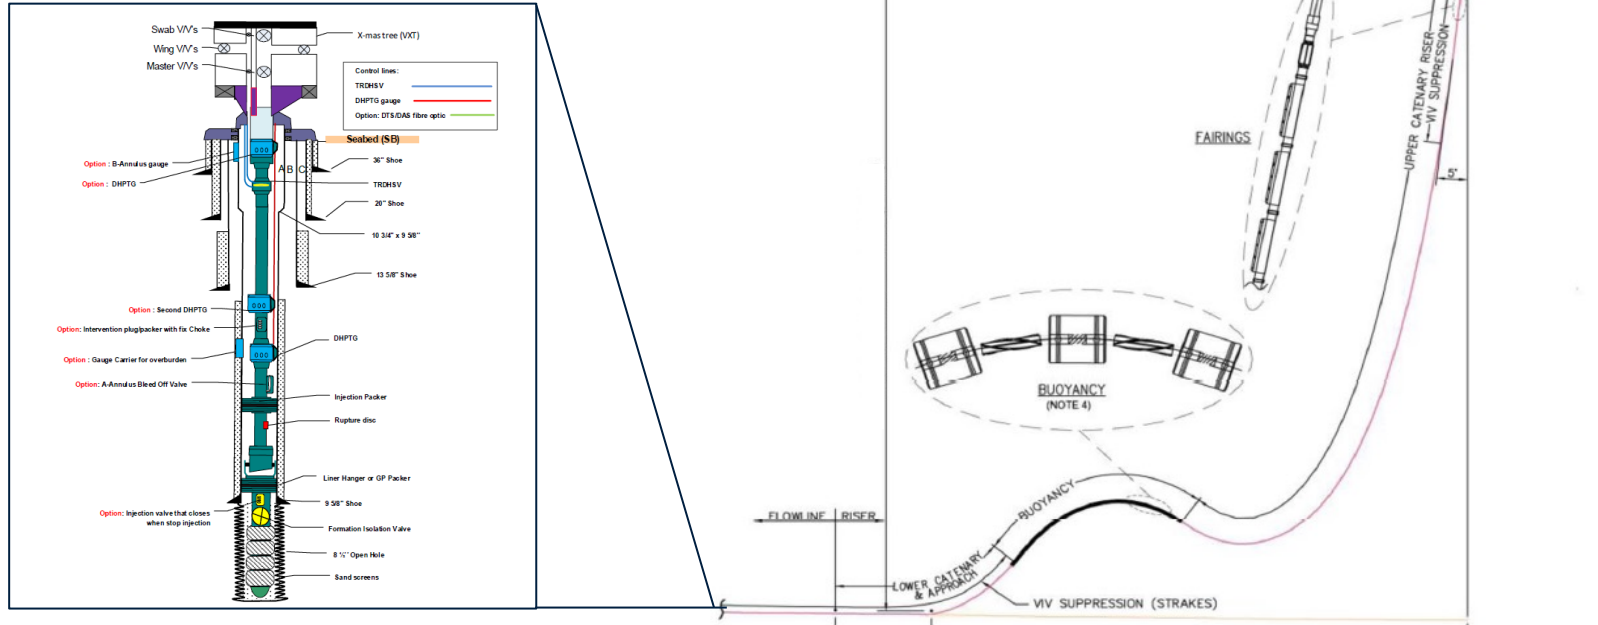 Swab V/V's
Wing V/V's
Master V/V's
X-mas tree (VXT)
Control lines:
TRDHSV
DHPTG gauge
Option: DTS/DAS fibre optic
Seabed (SB)
Option : B-Annulus gauge
Option : DHPTG
A B C
36" Shoe
TRDHSV
20" Shoe
10 3/4" x 9 5/8"
13 5/8" Shoe
Option : Second DHPTG
Option: Intervention plug/packer with fix Choke
DHPTG
Option : Gauge Carrier for overburden
Option: A-Annulus Bleed Off Valve
Injection Packer
Rupture disc
Liner Hanger or GP Packer
9 5/8" Shoe
Option: Injection valve that closes
when stop injection
Formation Isolation Valve
8 ½" Open Hole
Sand screens
FAIRINGS
UPPER CATENARY RISER
VIV SUPPRESSION
5°
BUOYANCY
(NOTE 4)
BUOYANCY
FLOWLINE
RISER
LOWER CATENARY
& APPROACH
VIV SUPPRESSION (STRAKES)